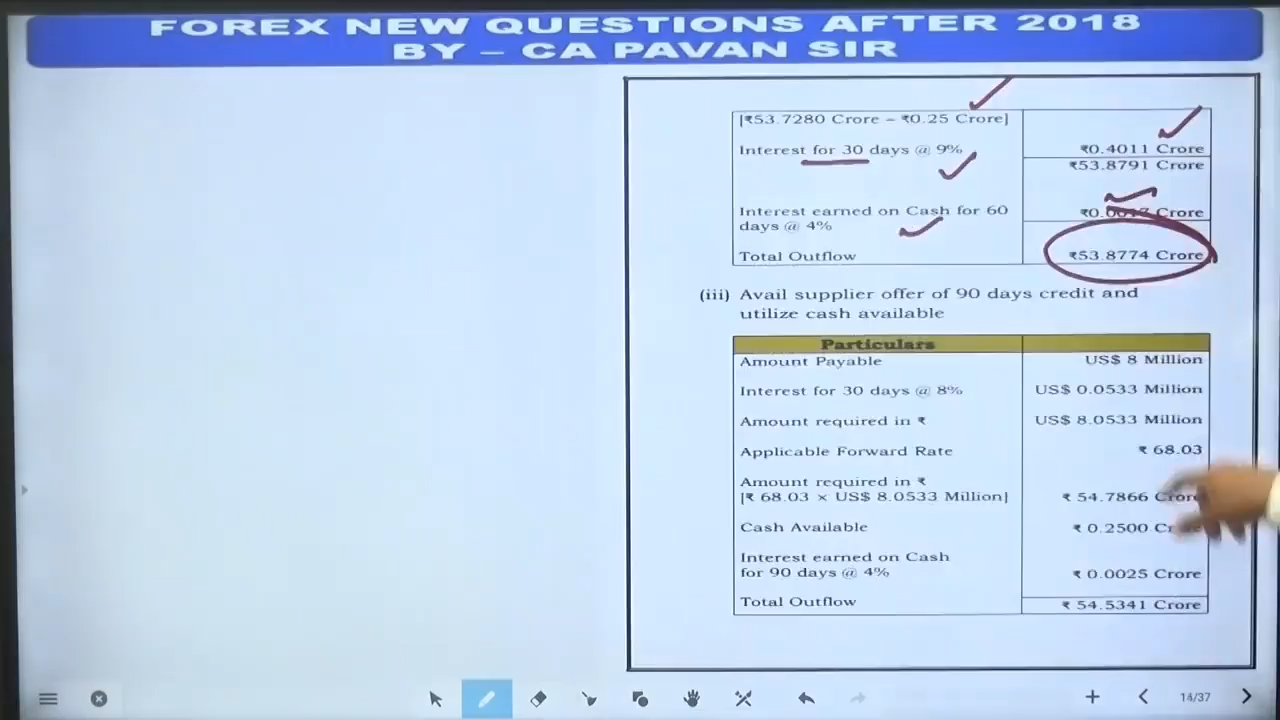 FOREX NEW QUESTIONS AFTER 2018
BY – CA PAVAN SIR
[₹53.7280 Crore – ₹0.25 Crore]
Interest for 30 days @ 9% ₹0.4011 Crore
₹53.8791 Crore
Interest earned on Cash for 60 Crore
days @ 4%
Total Outflow ₹53.8774 Crore
(iii) Avail supplier offer of 90 days credit and
utilize cash available
Particulars
Amount Payable US$ 8 Million
Interest for 30 days @ 8% US$ 0.0533 Million
Amount required in ₹ US$ 8.0533 Million
Applicable Forward Rate ₹ 68.03
Amount required in ₹
[₹ 68.03 × US$ 8.0533 Million] ₹ 54.7866 Crore
Cash Available ₹ 0.2500
Interest earned on Cash
for 90 days @ 4% ₹ 0.0025 Crore
Total Outflow ₹ 54.5341 Crore
14/37